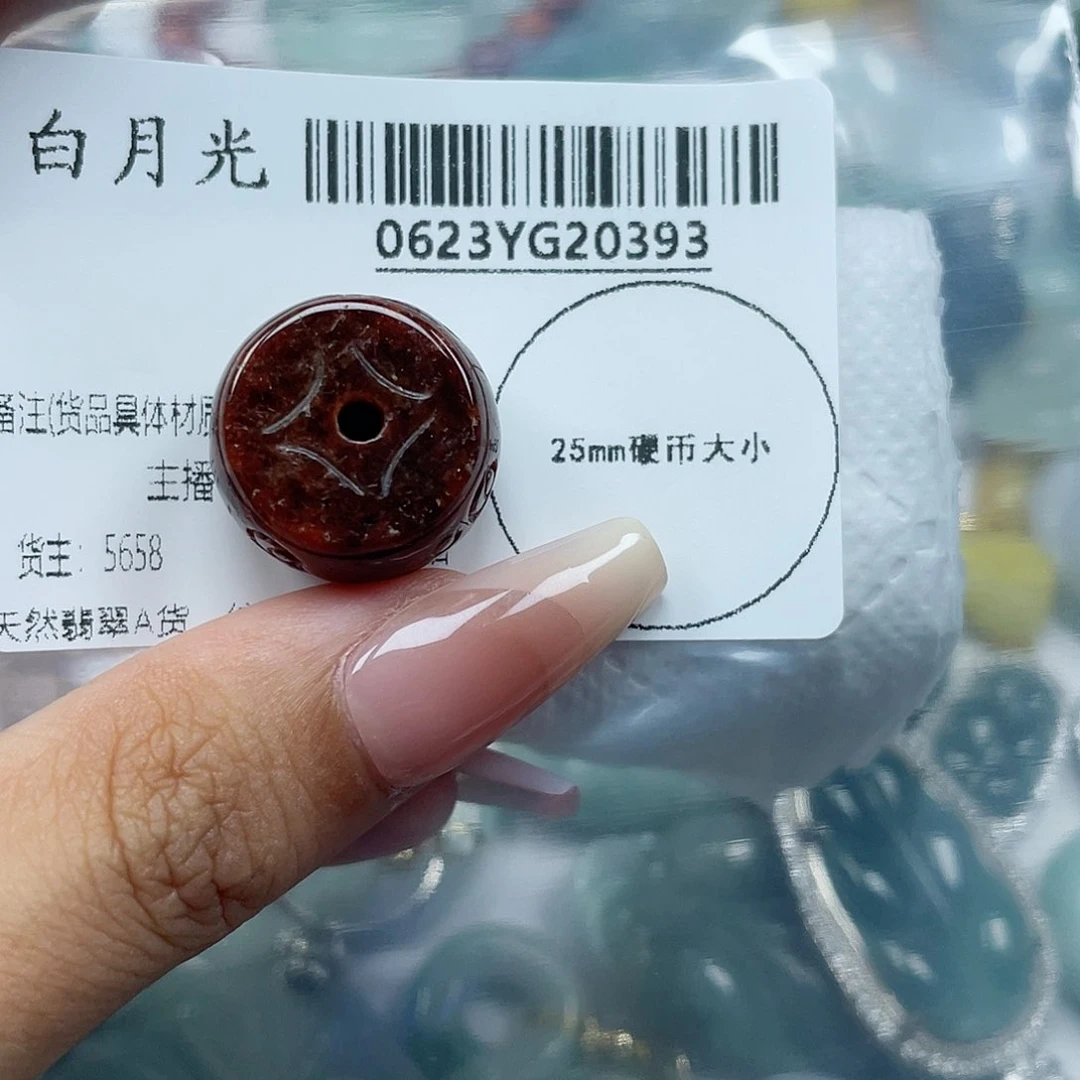 白月光
0623YG20393
备注(货品具体材质
25mm硬币大小
主播
货主: 5658
天然翡翠A货